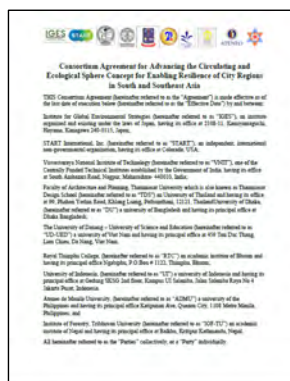 IGES START ATENEO
Consortium Agreement for Advancing the Circulating and
Ecological Sphere Concept for Enabling Resilience of City Regions
in South and Southeast Asia
THIS Consortium Agreement (hereinafter referred to as the "Agreement") is made effective as of
the last date of execution below (hereinafter referred to as the "Effective Date") by and between:
Institute for Global Environmental Strategies (hereinafter referred to as "IGES"), an institute
organized and existing under the laws of Japan, having its office at 2108-11, Kamiyamaguchi,
Hayama, Kanagawa 240-0115, Japan,
START International, Inc. (hereinafter referred to as "START"), an independent, international
non-governmental organization, having its office at Colorado, USA,
Visvesvaraya National Institute of Technology (hereinafter referred to as "VNIT"), one of the
Centrally Funded Technical Institutes established by the Government of India, having its office
at South Ambazari Road, Nagpur, Maharashtra 440010, India,
Faculty of Architecture and Planning, Thammasat University which is also known as Thammasat
Design School (hereinafter referred to as "TDS") an University of Thailand and having its office
at 99, Phahon Yothin Road, Khlong Luang, Pathumthani, 12121, Thailand University of Dhaka,
(hereinafter referred to as "DU") a university of Bangladesh and having its principal office at
Dhaka Bangladesh,
The University of Danang – University of Science and Education (hereinafter referred to as
"UD-URD") a university of Viet Nam and having its principal office at 459 Ton Duc Thang,
Lien Chieu, Da Nang, Viet Nam,
Royal Thimphu College, (hereinafter referred to as "RTC") an academic institute of Bhutan and
having its principal office Ngabiphu, P.O.Box # 1122, Thimphu, Bhutan,
University of Indonesia, (hereinafter referred to as "UI") a university of Indonesia and having its
principal office at Gedung SKSG 2nd floor, Kampus UI Salemba, Jalan Salemba Raya No 4
Jakarta Pusat, Indonesia,
Ateneo de Manila University, (hereinafter referred to as "ADMU") a university of the
Philippines and having its principal office Katipunan Ave, Quezon City, 1108 Metro Manila,
Philippines, and
Institute of Forestry, Tribhuvan University (hereinafter referred to as "IOF-TU") an academic
institute of Nepal and having its principal office at Balkhu, Kirtipur Kathmandu, Nepal.
All hereinafter referred to as the "Parties" collectively, or a "Party" individually.